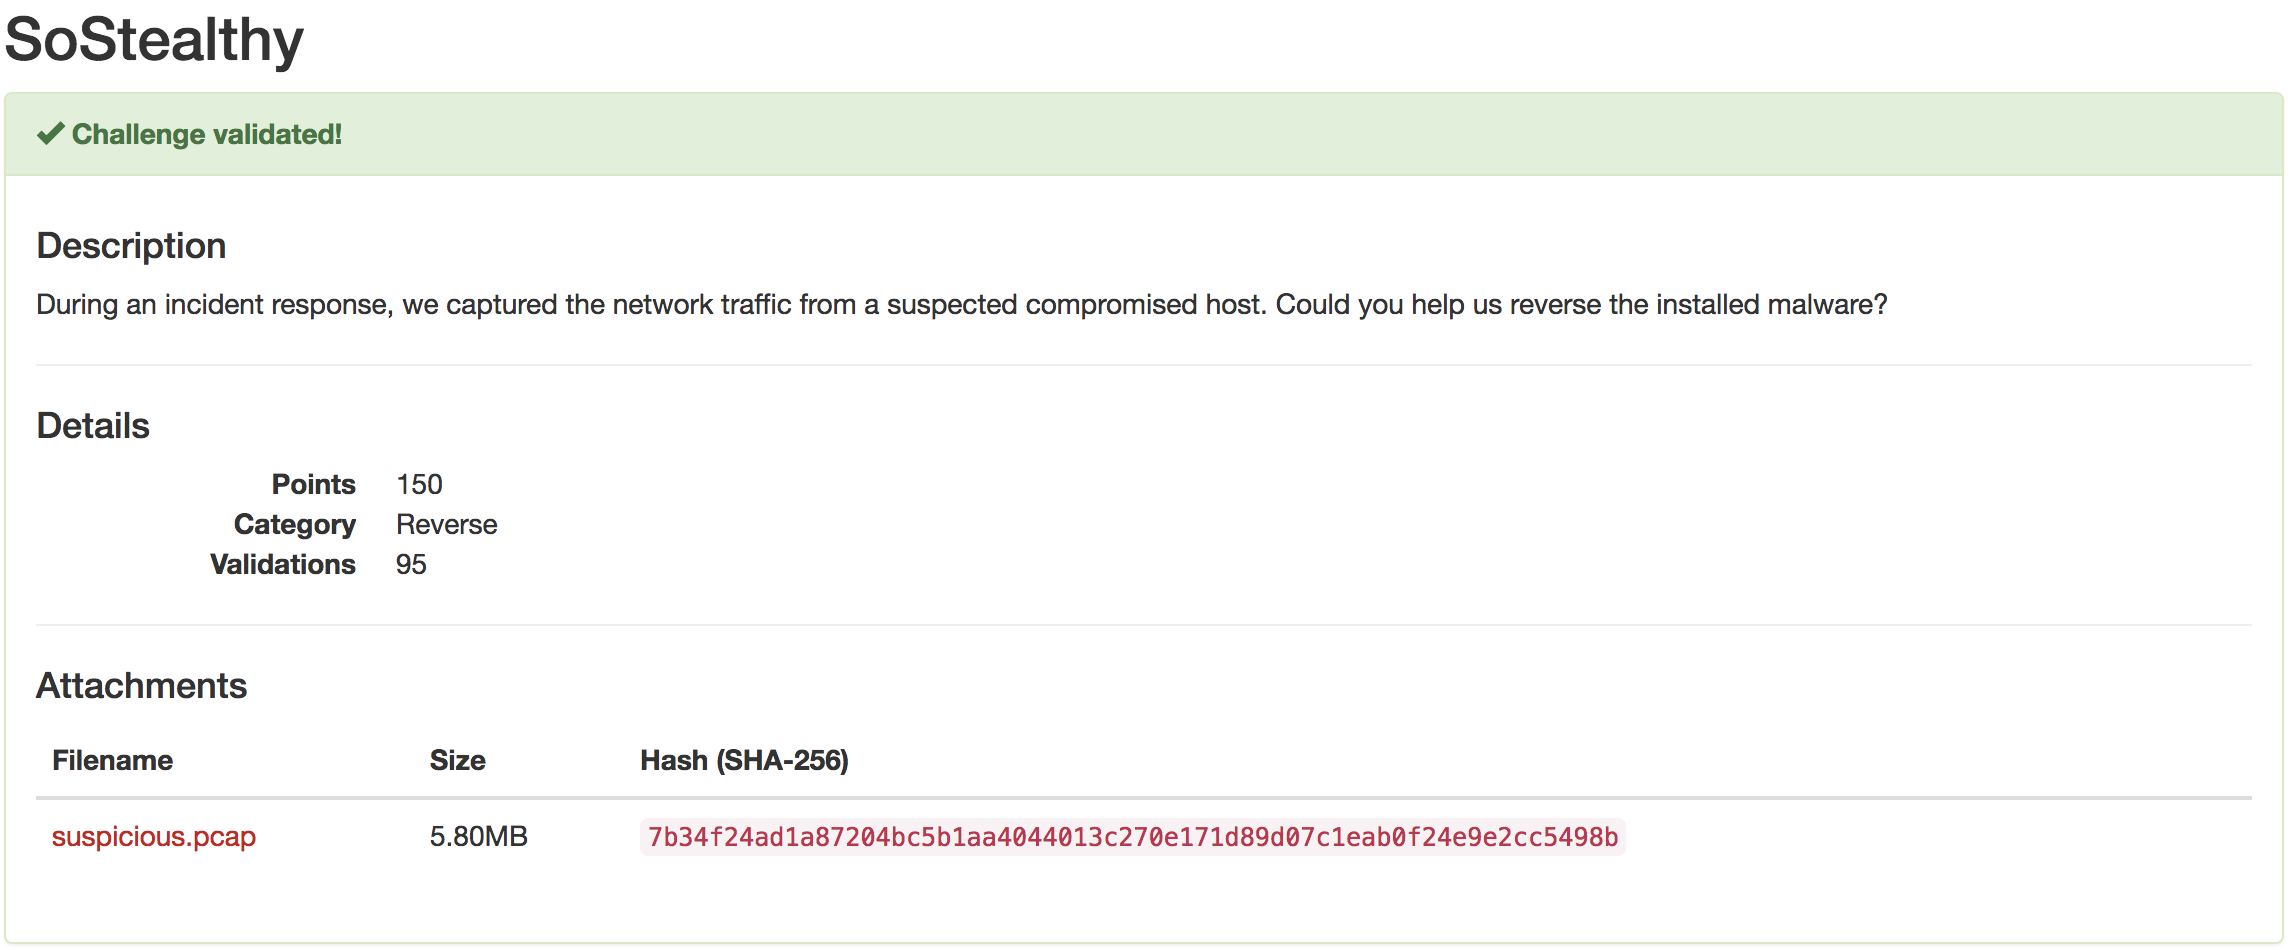 SoStealthy
Challenge validated!
Description
During an incident response, we captured the network traffic from a suspected compromised host. Could you help us reverse the installed malware?
Details
Points 150
Category Reverse
Validations 95
Attachments
Filename Size Hash (SHA-256)
suspicious.pcap 5.80MB 7b34f24ad1a87204bc5b1aa4044013c270e171d89d07c1eab0f24e9e2cc5498b